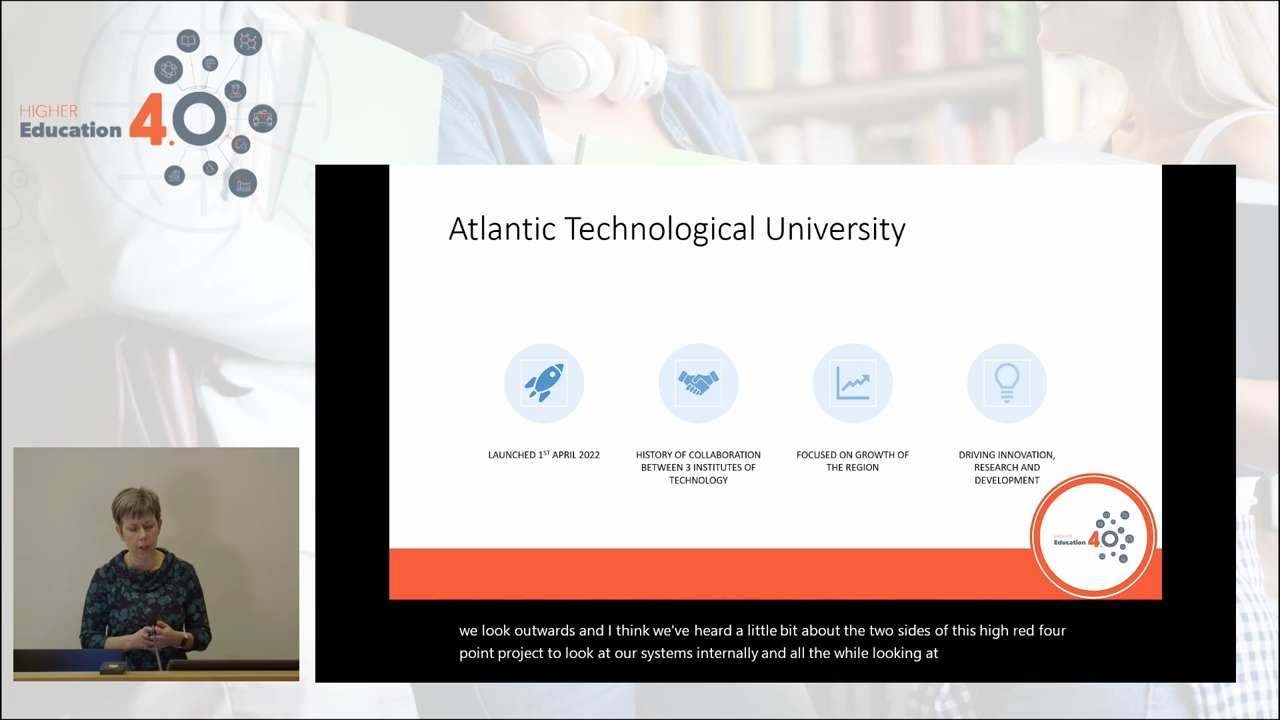 HIGHER
Education 4.0
Atlantic Technological University
LAUNCHED 1ST APRIL 2022
HISTORY OF COLLABORATION
BETWEEN 3 INSTITUTES OF
TECHNOLOGY
FOCUSED ON GROWTH OF
THE REGION
DRIVING INNOVATION,
RESEARCH AND
DEVELOPMENT
HIGHER
Education 4.0
we look outwards and I think we've heard a little bit about the two sides of this high red four
point project to look at our systems internally and all the while looking at